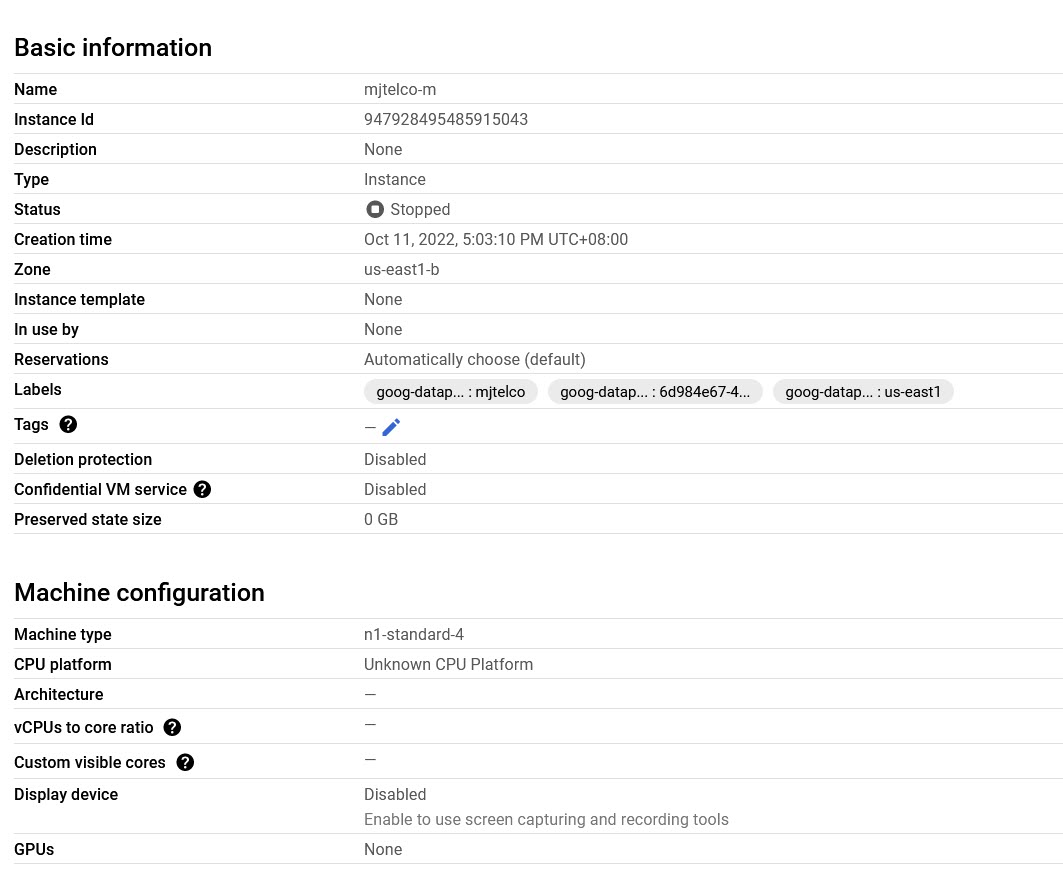 Basic information
Name mjtelco-m
Instance Id 947928495485915043
Description None
Type Instance
Status Stopped
Creation time Oct 11, 2022, 5:03:10 PM UTC+08:00
Zone us-east1-b
Instance template None
In use by None
Reservations Automatically choose (default)
Labels goog-datap... : mjtelco goog-datap... : 6d984e67-4... goog-datap... : us-east1
Tags ? —
Deletion protection Disabled
Confidential VM service ? Disabled
Preserved state size 0 GB
Machine configuration
Machine type n1-standard-4
CPU platform Unknown CPU Platform
Architecture —
vCPUs to core ratio ? —
Custom visible cores ? —
Display device Disabled
Enable to use screen capturing and recording tools
GPUs None